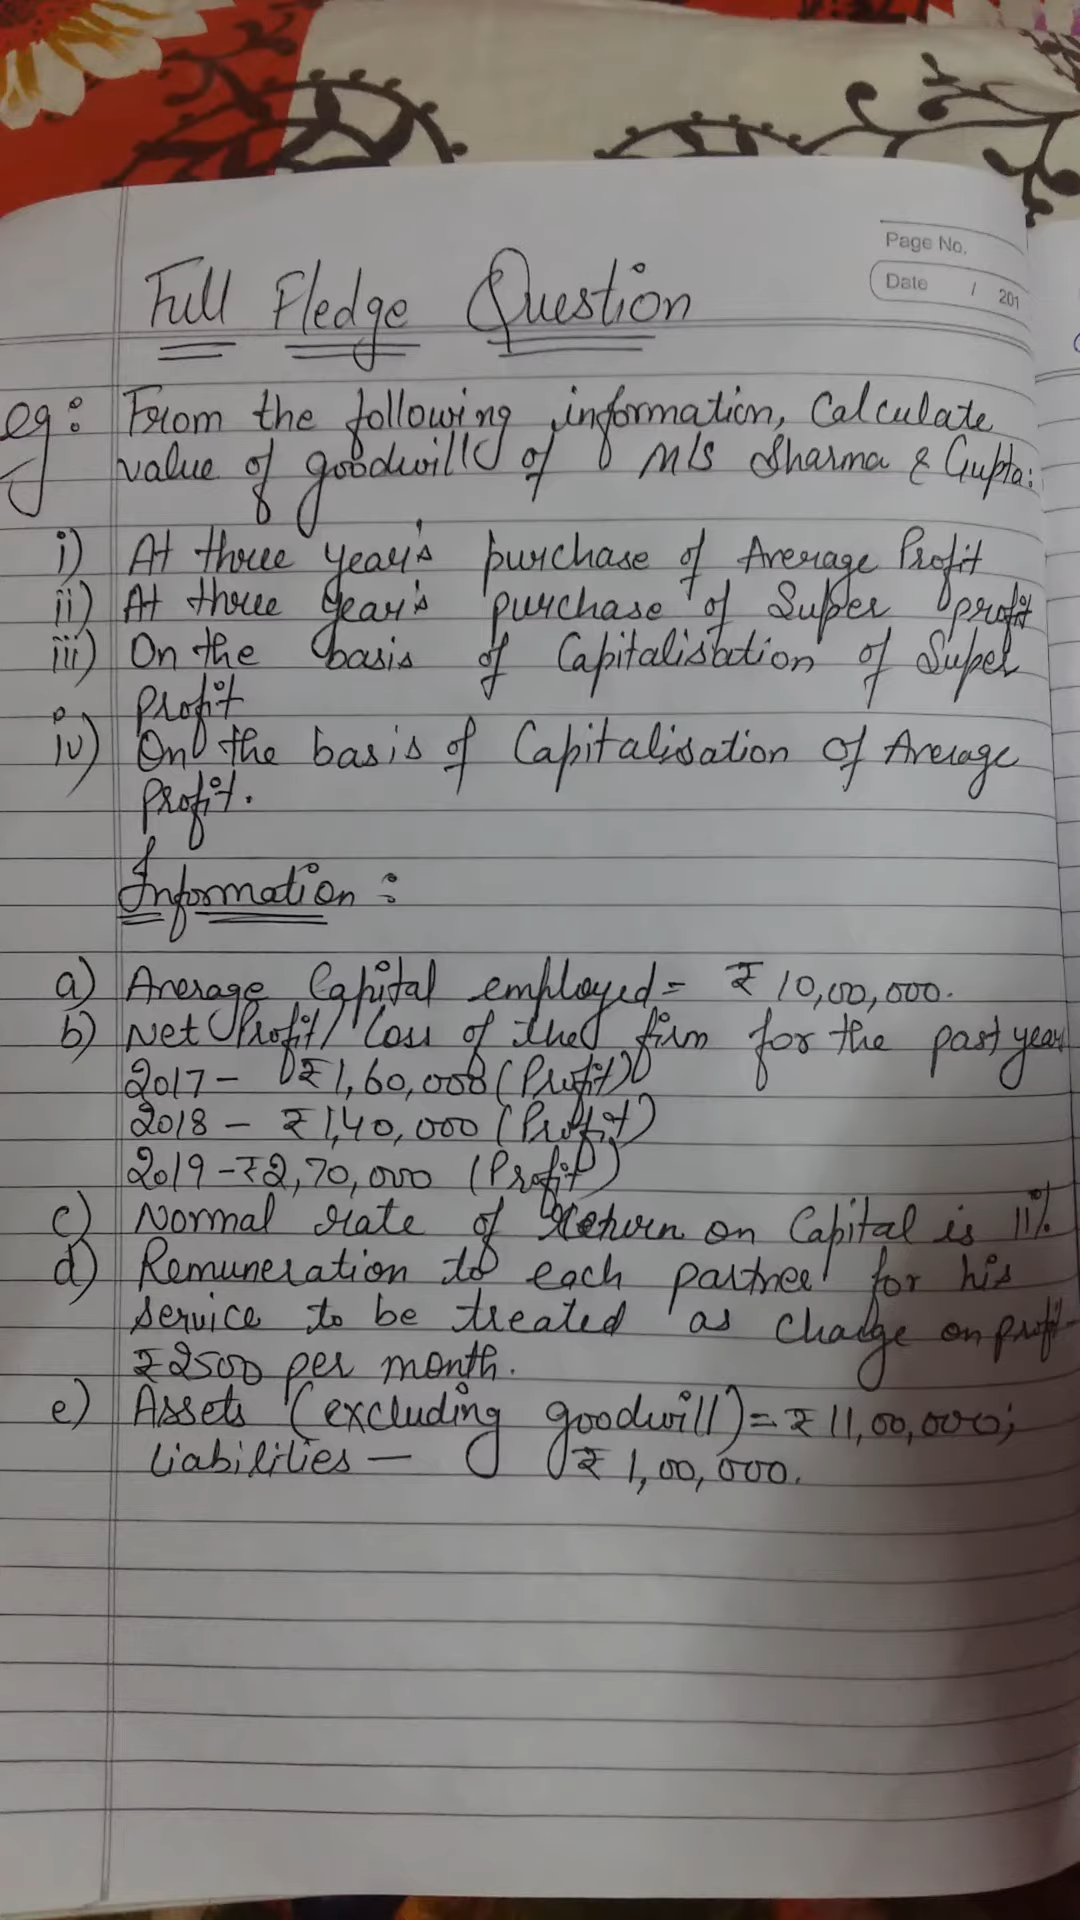 Page No.
Date / 201
Full Fledge Question
eg: From the following information, Calculate
value of goodwill of M/S Sharma & Gupta:
i) At three year's purchase of Average Profit
ii) At three year's purchase of Super profit
iii) On the basis of Capitalisation of Super
Profit
iv) On the basis of Capitalisation of Average
Profit.
Information :
a) Average Capital employed = ₹ 10,00,000.
b) Net Profit/ Loss of the firm for the past year
2017 - ₹1,60,000 (Profit)
2018 - ₹1,40,000 (Profit)
2019 - ₹2,70,000 (Profit)
c) Normal rate of Return on Capital is 11%
d) Remuneration to each partner for his
service to be treated as charge on profit-
₹2500 per month.
e) Assets (excluding goodwill) = ₹ 11,00,000;
liabilities — ₹ 1,00,000.